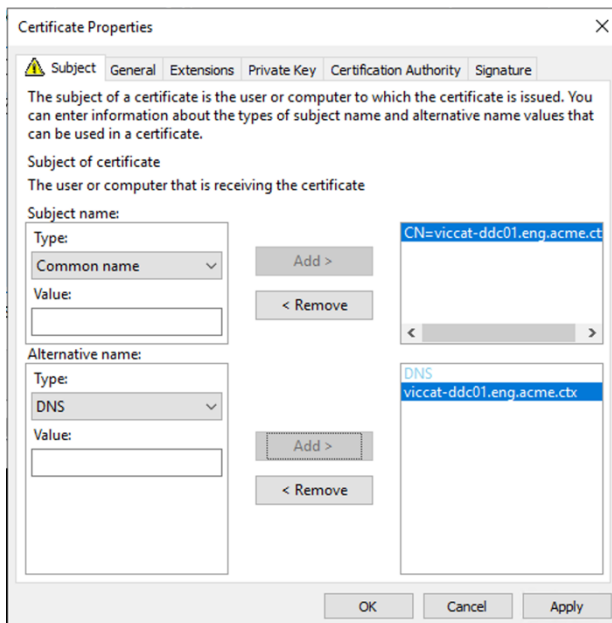 Certificate Properties
Subject
General
Extensions
Private Key
Certification Authority
Signature
The subject of a certificate is the user or computer to which the certificate is issued. You
can enter information about the types of subject name and alternative name values that
can be used in a certificate.
Subject of certificate
The user or computer that is receiving the certificate
Subject name:
Type:
Common name
Value:
Add >
< Remove
CN=viccat-ddc01.eng.acme.ct
Alternative name:
Type:
DNS
Value:
Add >
< Remove
DNS
viccat-ddc01.eng.acme.ctx
OK
Cancel
Apply